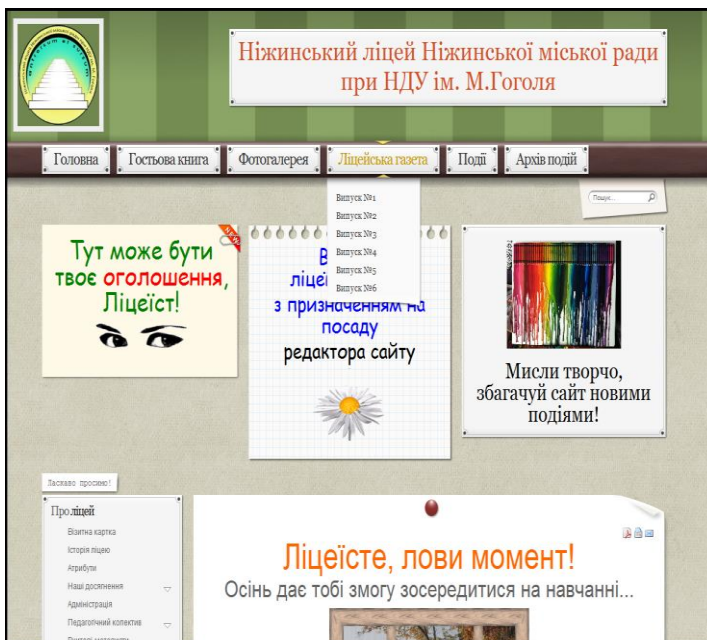 Ніжинський ліцей Ніжинської міської ради
при НДУ ім. М.Гоголя
Головна
Гостьова книга
Фотогалерея
Ліцейська газета
Події
Архів подій
Пошук...
Випуск №1
Випуск №2
Випуск №3
Випуск №4
Випуск №5
Випуск №6
Тут може бути
твоє оголошення,
Ліцеїст!
В
ліцеї
з призначенням на
посаду
редактора сайту
Мисли творчо,
збагачуй сайт новими
подіями!
Ласкаво просимо!
Про ліцей
Візитна картка
Історія ліцею
Атрибути
Наші досягнення
Адміністрація
Педагогічний колектив
Ліцеїсте, лови момент!
Осінь дає тобі змогу зосередитися на навчанні...